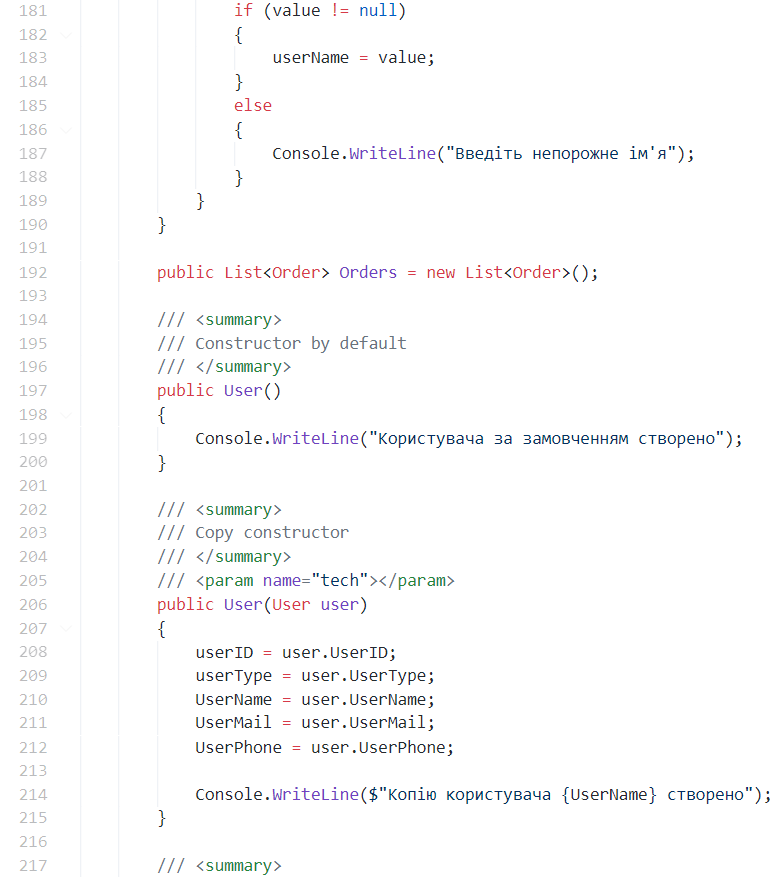 181 if (value != null)
182 {
183 userName = value;
184 }
185 else
186 {
187 Console.WriteLine("Введіть непорожне ім'я");
188 }
189 }
190 }
191
192 public List<Order> Orders = new List<Order>();
193
194 /// <summary>
195 /// Constructor by default
196 /// </summary>
197 public User()
198 {
199 Console.WriteLine("Користувача за замовченням створено");
200 }
201
202 /// <summary>
203 /// Copy constructor
204 /// </summary>
205 /// <param name="tech"></param>
206 public User(User user)
207 {
208 userID = user.UserID;
209 userType = user.UserType;
210 UserName = user.UserName;
211 UserMail = user.UserMail;
212 UserPhone = user.UserPhone;
213
214 Console.WriteLine($"Копію користувача {UserName} створено");
215 }
216
217 /// <summary>